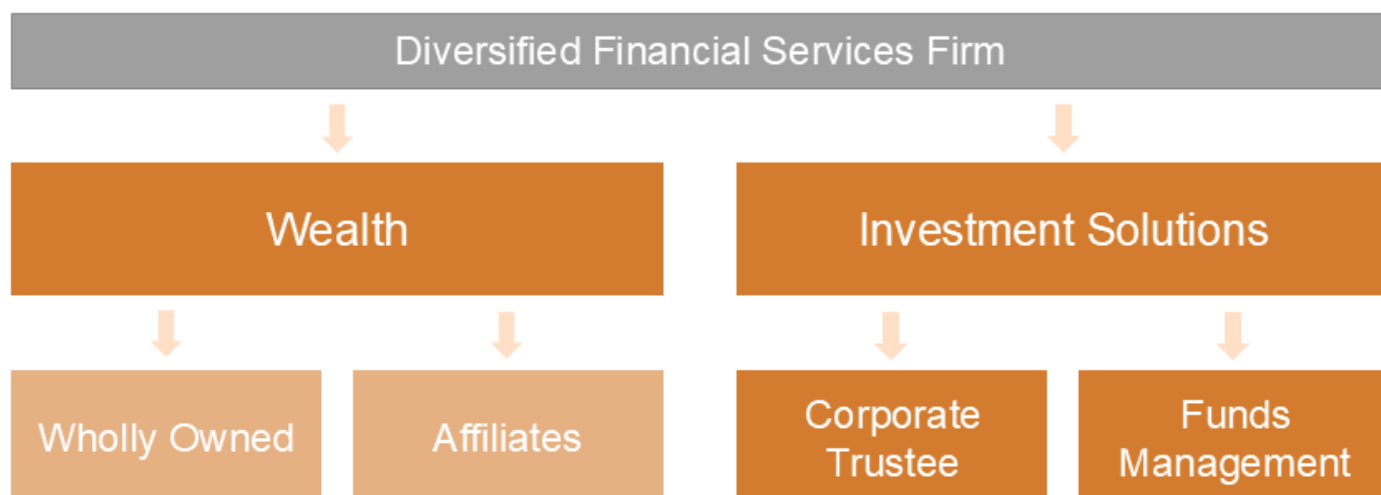 Diversified Financial Services Firm
Wealth
Investment Solutions
Wholly Owned
Affiliates
Corporate
Trustee
Funds
Management